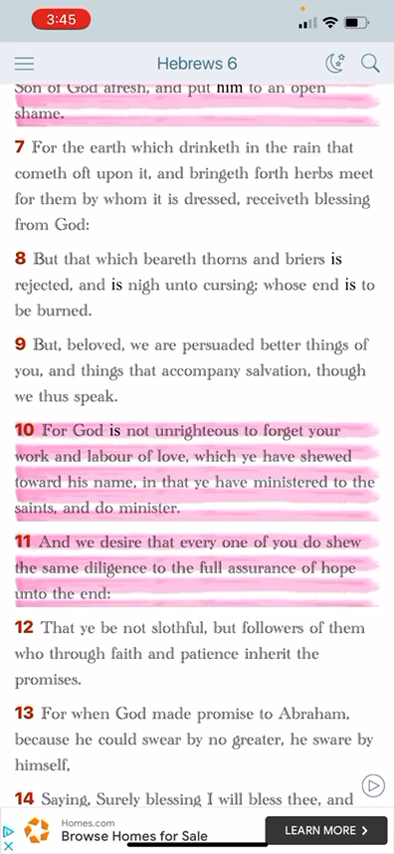 3:45
Hebrews 6
Son of God afresh, and put him to an open
shame.
7 For the earth which drinketh in the rain that
cometh oft upon it, and bringeth forth herbs meet
for them by whom it is dressed, receiveth blessing
from God:
8 But that which beareth thorns and briers is
rejected, and is nigh unto cursing; whose end is to
be burned.
9 But, beloved, we are persuaded better things of
you, and things that accompany salvation, though
we thus speak.
10 For God is not unrighteous to forget your
work and labour of love, which ye have shewed
toward his name, in that ye have ministered to the
saints, and do minister.
11 And we desire that every one of you do shew
the same diligence to the full assurance of hope
unto the end:
12 That ye be not slothful, but followers of them
who through faith and patience inherit the
promises.
13 For when God made promise to Abraham,
because he could swear by no greater, he sware by
himself,
14 Saying, Surely blessing I will bless thee, and
Homes.com
Browse Homes for Sale
LEARN MORE >